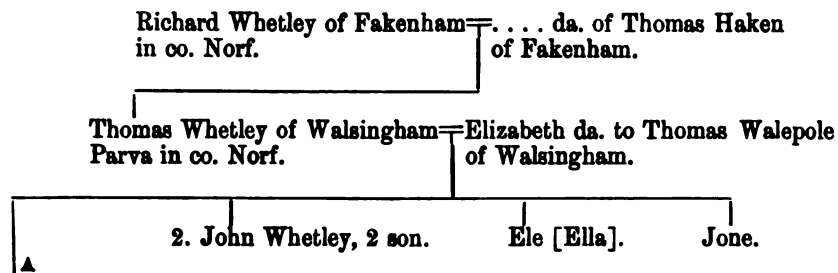 Richard Whetley of Fakenham=.... da. of Thomas Haken
in co. Norf. of Fakenham.
Thomas Whetley of Walsingham=Elizabeth da. to Thomas Walepole
Parva in co. Norf. of Walsingham.
2. John Whetley, 2 son. Ele [Ella]. Jone.
A